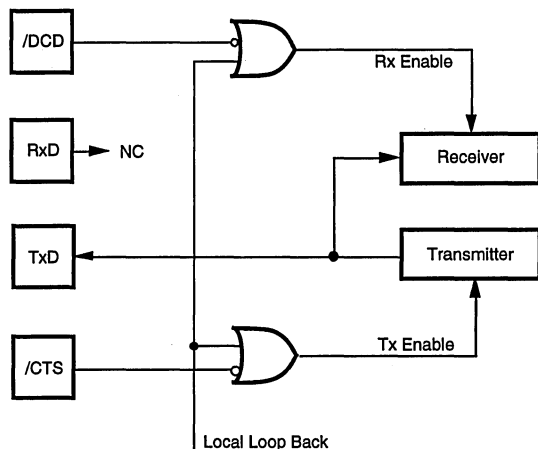 /DCD
Rx Enable
RxD
NC
Receiver
TxD
Transmitter
/CTS
Tx Enable
Local Loop Back